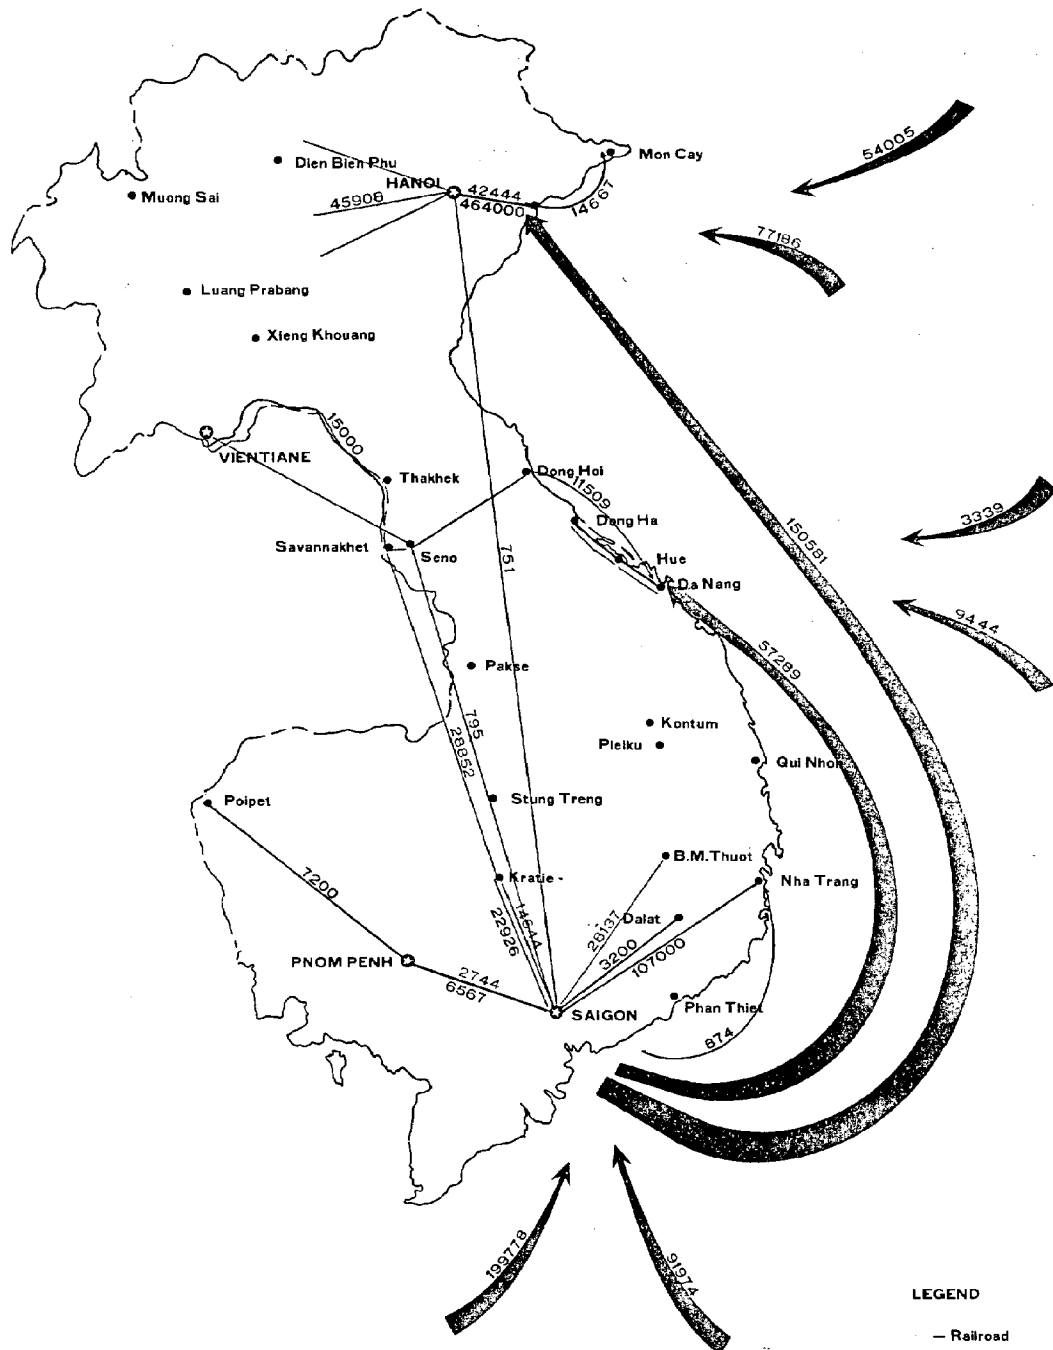 54005
Mon Cay
Dien Bien Phu
HANOI
42444
464000
14667
45908
Muong Sai
77186
Luang Prabang
Xieng Khouang
15000
VIENTIANE
Thakhek
Dong Hoi
11509
3339
150581
Dong Ha
Savannakhet
Seno
751
Hue
Da Nang
9444
57289
Pakse
795
28852
Kontum
Pleiku
Qui Nhon
Poipet
Stung Treng
B.M.Thuot
7200
Kratie
Nha Trang
14644
22926
28137
Dalat
3200
107000
PNOM PENH
2744
6567
SAIGON
Phan Thiet
874
199778
91974
LEGEND
— Railroad